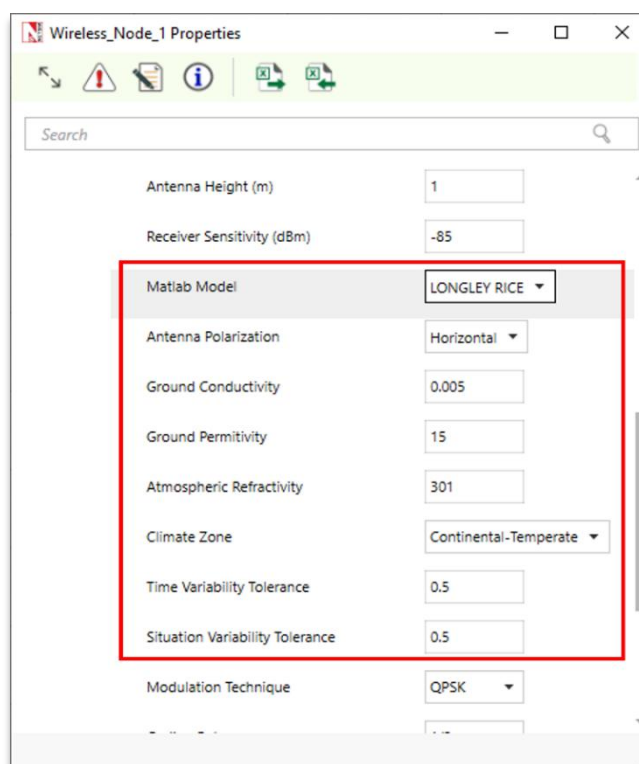 Wireless_Node_1 Properties
Search
Antenna Height (m) 1
Receiver Sensitivity (dBm) -85
Matlab Model LONGLEY RICE
Antenna Polarization Horizontal
Ground Conductivity 0.005
Ground Permitivity 15
Atmospheric Refractivity 301
Climate Zone Continental-Temperate
Time Variability Tolerance 0.5
Situation Variability Tolerance 0.5
Modulation Technique QPSK